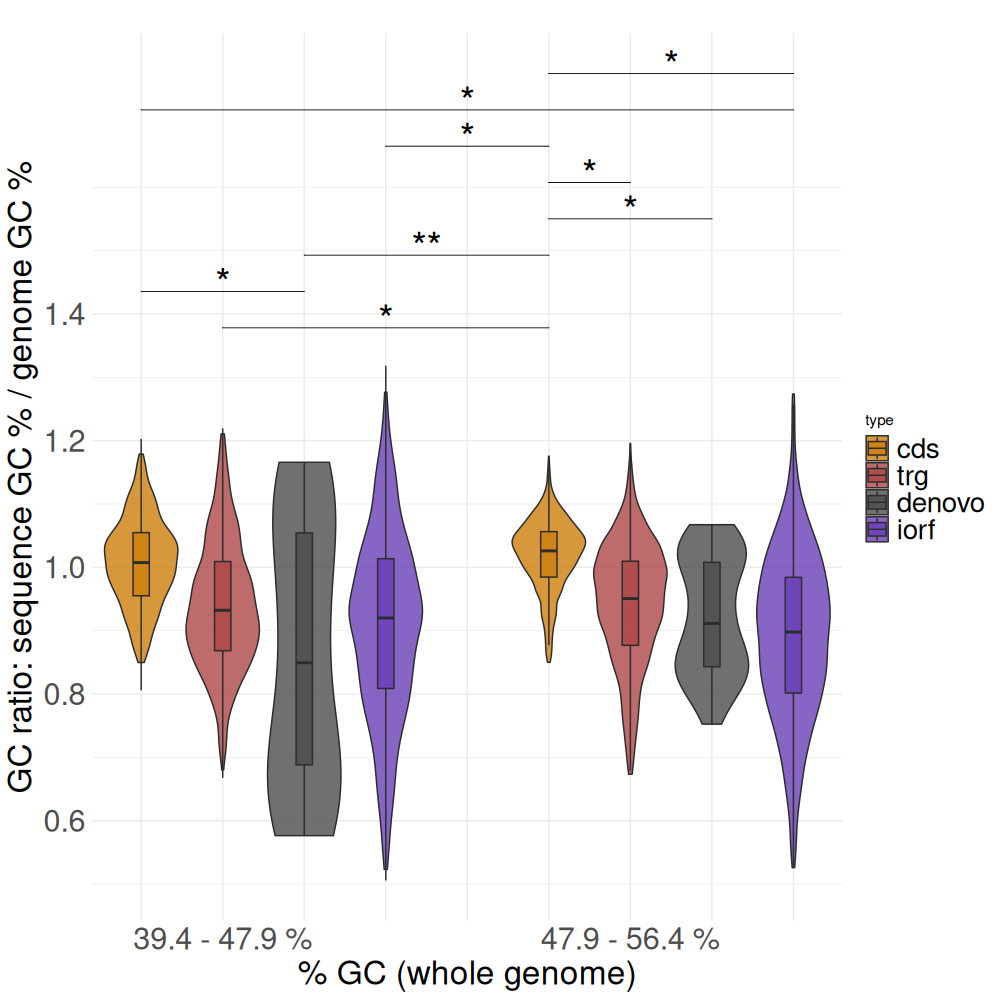 *
*
*
*
*
**
*
*
GC ratio: sequence GC % / genome GC %
1.4
1.2
1.0
0.8
0.6
39.4 - 47.9 %
47.9 - 56.4 %
% GC (whole genome)
type
cds
trg
denovo
iorf